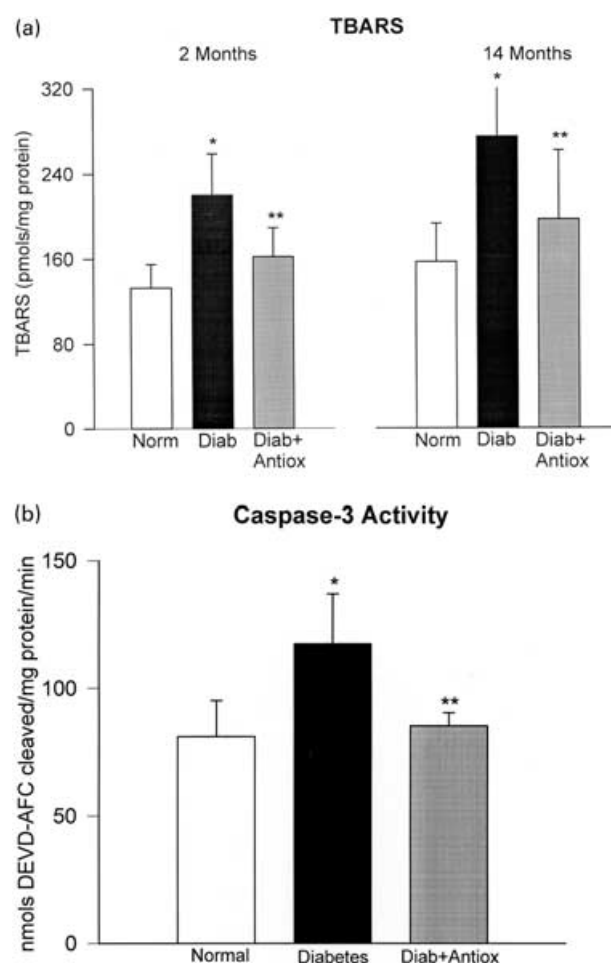 (a)
TBARS
2 Months
14 Months
TBARS (pmols/mg protein)
320
240
160
80
0
*
**
*
**
Norm
Diab
Diab+
Antiox
Norm
Diab
Diab+
Antiox
(b)
Caspase-3 Activity
nmols DEVD-AFC cleaved/mg protein/min
150
100
50
0
*
**
Normal
Diabetes
Diab+Antiox